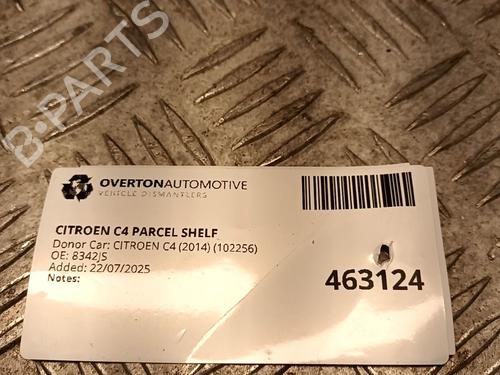 B-PARTS
OVERTONAUTOMOTIVE
VEHICLE DISMANTLERS
CITROEN C4 PARCEL SHELF
Donor Car: CITROEN C4 (2014) (102256)
OE: 8342JS
Added: 22/07/2025
Notes:
463124